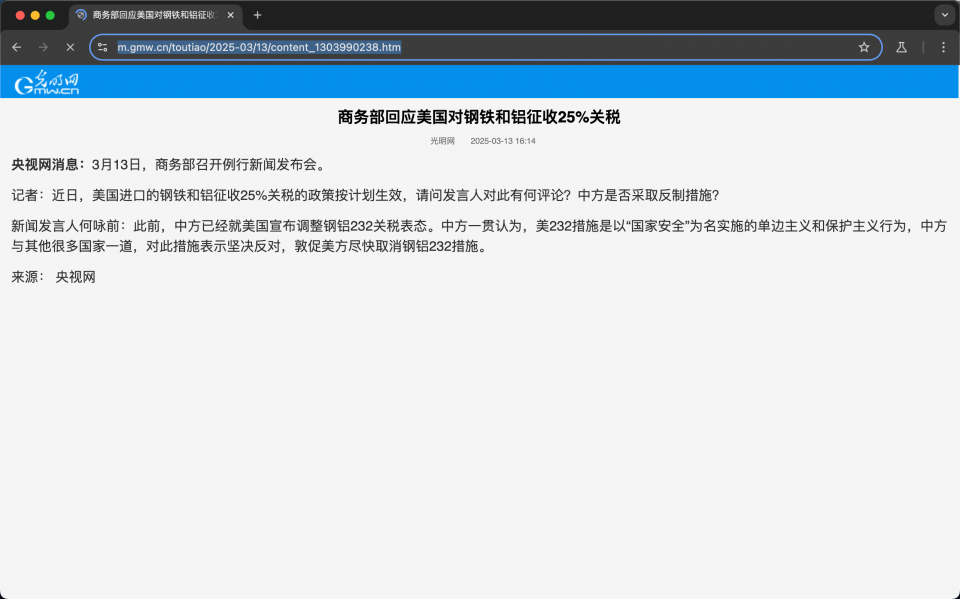 商务部回应美国对钢铁和铝征收
m.gmw.cn/toutiao/2025-03/13/content_1303990238.htm
光明网
Gmw.cn
商务部回应美国对钢铁和铝征收25%关税
光明网 2025-03-13 16:14
央视网消息：3月13日，商务部召开例行新闻发布会。
记者：近日，美国进口的钢铁和铝征收25%关税的政策按计划生效，请问发言人对此有何评论？中方是否采取反制措施？
新闻发言人何咏前：此前，中方已经就美国宣布调整钢铝232关税表态。中方一贯认为，美232措施是以“国家安全”为名实施的单边主义和保护主义行为，中方
与其他很多国家一道，对此措施表示坚决反对，敦促美方尽快取消钢铝232措施。
来源： 央视网